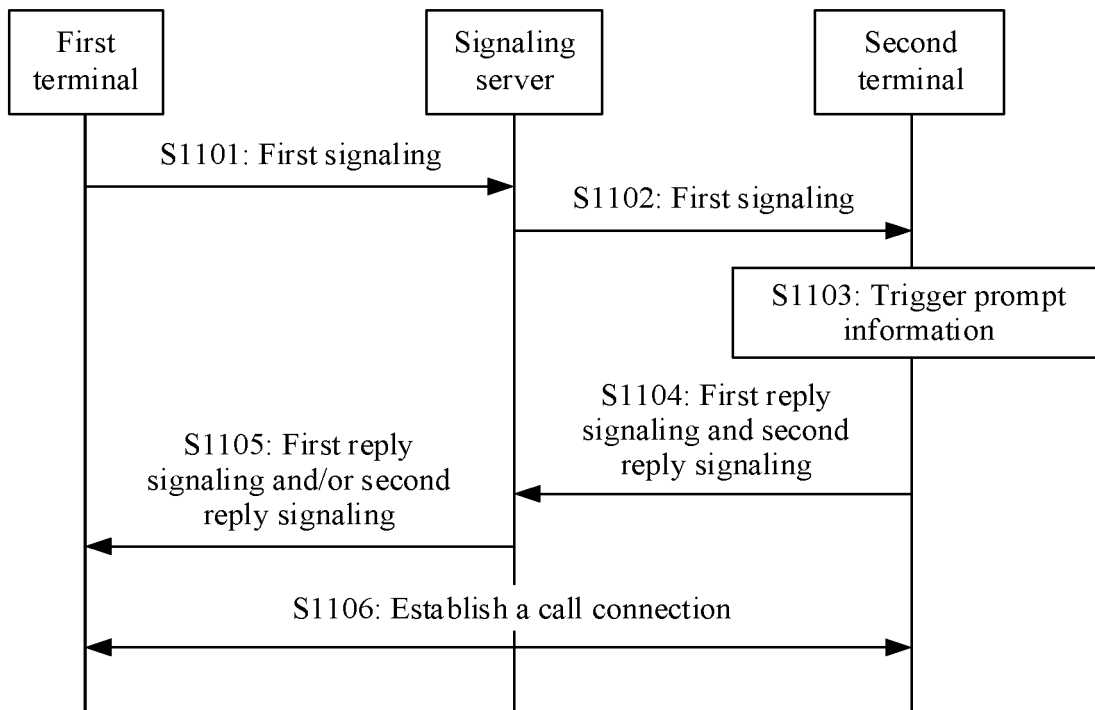 First
terminal
Signaling
server
Second
terminal
S1101: First signaling
S1102: First signaling
S1103: Trigger prompt
information
S1104: First reply
signaling and second
reply signaling
S1105: First reply
signaling and/or second
reply signaling
S1106: Establish a call connection